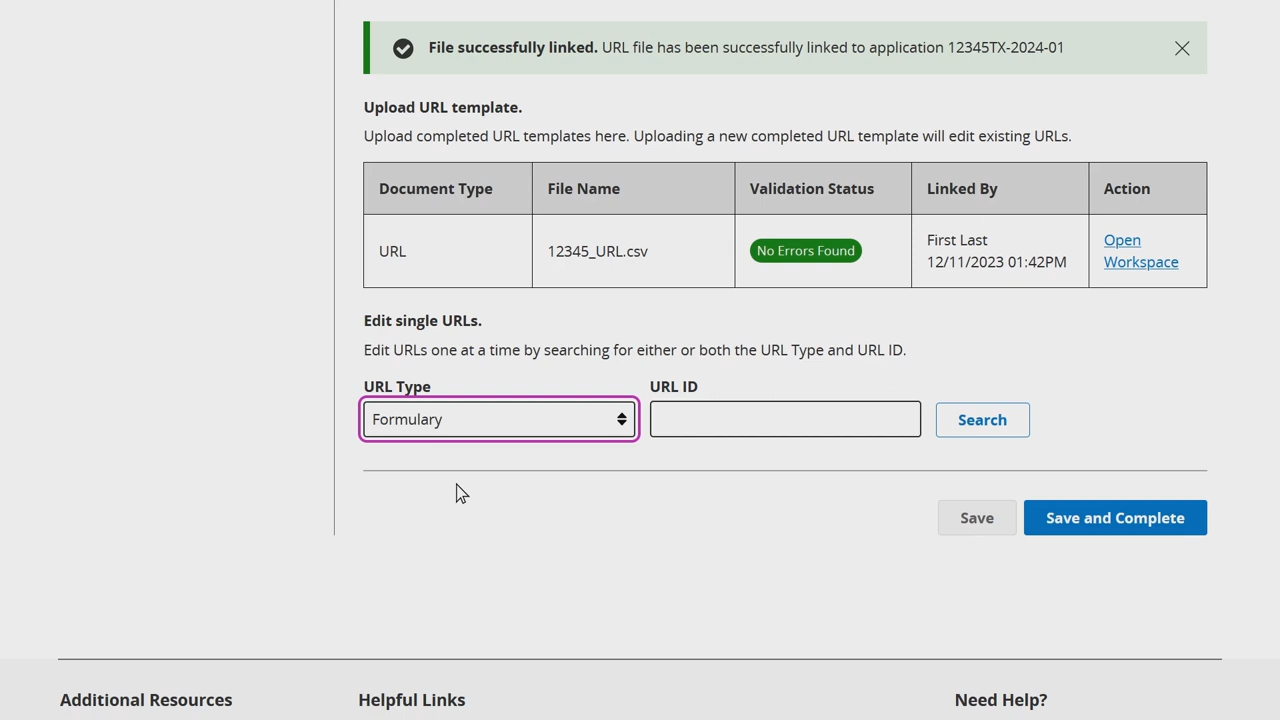 File successfully linked. URL file has been successfully linked to application 12345TX-2024-01
Upload URL template.
Upload completed URL templates here. Uploading a new completed URL template will edit existing URLs.
Document Type File Name Validation Status Linked By Action
URL 12345_URL.csv No Errors Found First Last Open
12/11/2023 01:42PM Workspace
Edit single URLs.
Edit URLs one at a time by searching for either or both the URL Type and URL ID.
URL Type URL ID
Formulary Search
Save Save and Complete
Additional Resources Helpful Links Need Help?